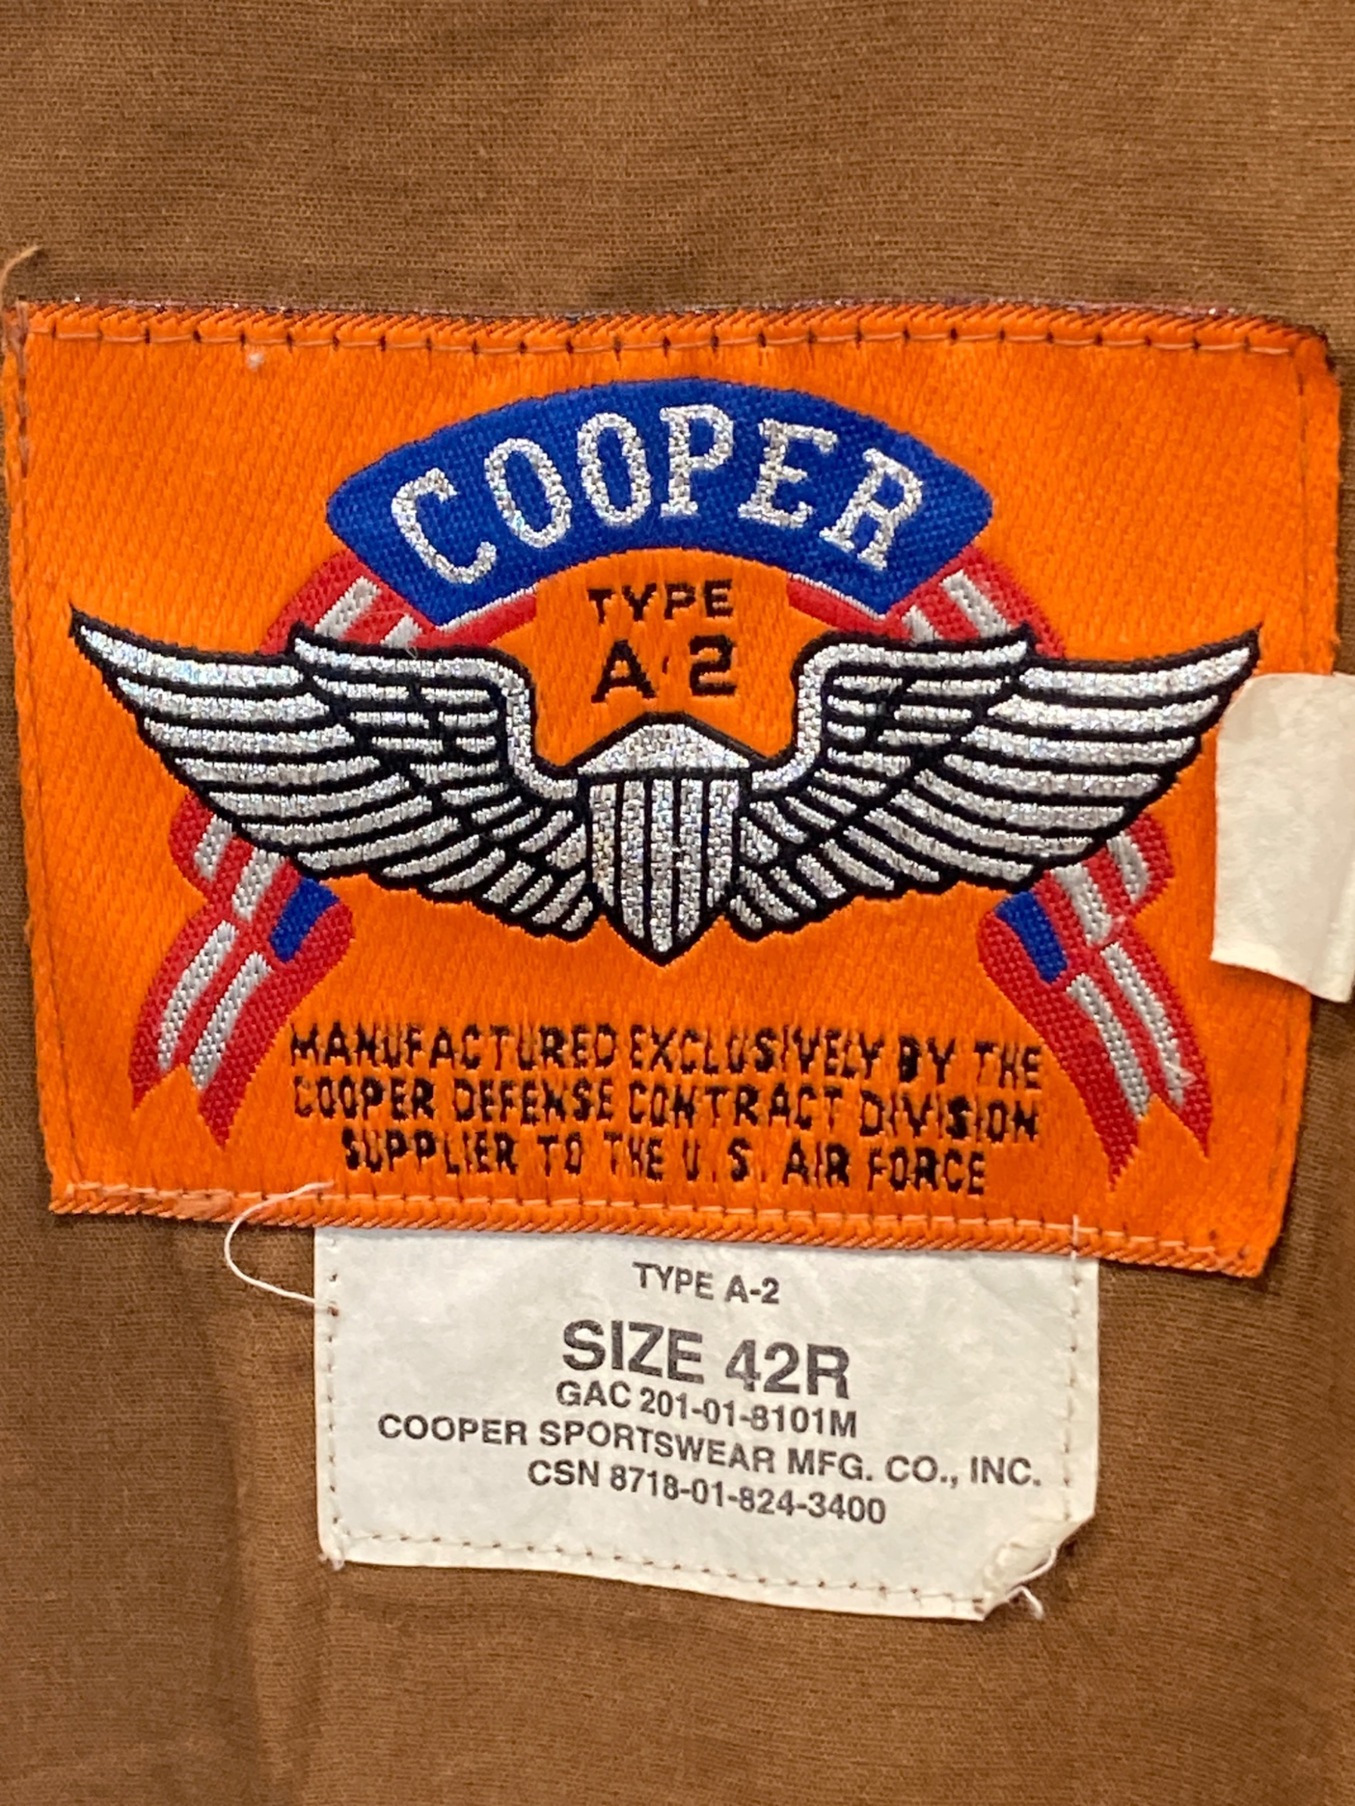 COOPER
TYPE
A-2
MANUFACTURED EXCLUSIVELY BY THE
COOPER DEFENSE CONTRACT DIVISION
SUPPLIER TO THE U.S. AIR FORCE
TYPE A-2
SIZE 42R
GAC 201-01-8101M
COOPER SPORTSWEAR MFG. CO., INC.
CSN 8718-01-824-3400